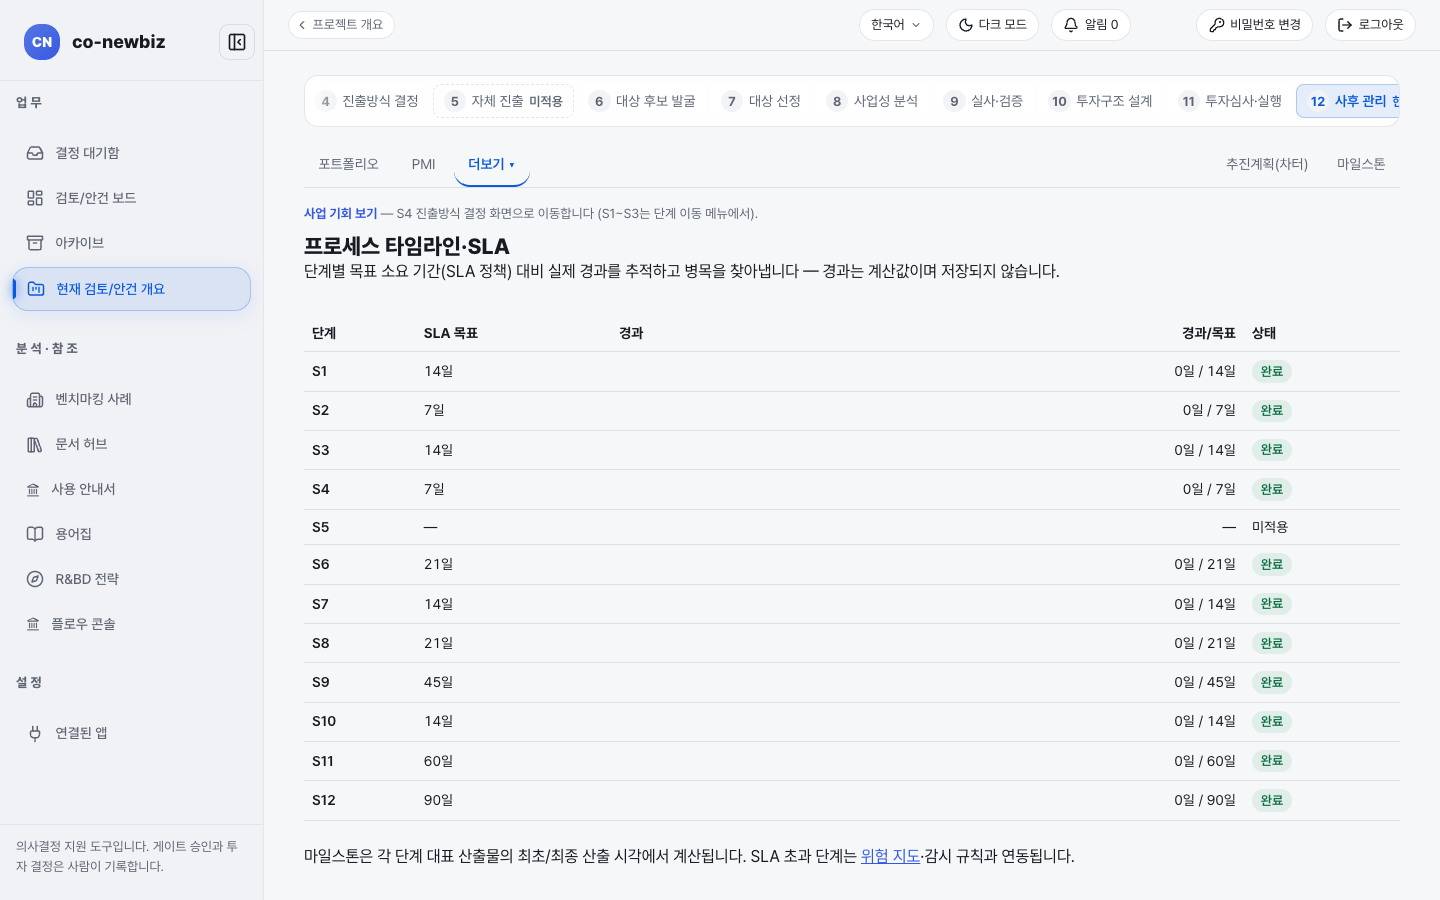 CN co-newbiz
프로젝트 개요
한국어
다크 모드
알림 0
비밀번호 변경
로그아웃
업무
결정 대기함
검토/안건 보드
아카이브
현재 검토/안건 개요
분석·참조
벤치마킹 사례
문서 허브
사용 안내서
용어집
R&BD 전략
플로우 콘솔
설정
연결된 앱
의사결정 지원 도구입니다. 게이트 승인과 투
자 결정은 사람이 기록합니다.
4 진출방식 결정 5 자체 진출 미적용 6 대상 후보 발굴 7 대상 선정 8 사업성 분석 9 실사·검증 10 투자구조 설계 11 투자심사·실행 12 사후 관리
포트폴리오 PMI 더보기 ▾ 추진계획(차터) 마일스톤
사업 기회 보기 — S4 진출방식 결정 화면으로 이동합니다 (S1~S3는 단계 이동 메뉴에서).
프로세스 타임라인·SLA
단계별 목표 소요 기간(SLA 정책) 대비 실제 경과를 추적하고 병목을 찾아냅니다 — 경과는 계산값이며 저장되지 않습니다.
단계 SLA 목표 경과 경과/목표 상태
S1 14일 0일 / 14일 완료
S2 7일 0일 / 7일 완료
S3 14일 0일 / 14일 완료
S4 7일 0일 / 7일 완료
S5 — — 미적용
S6 21일 0일 / 21일 완료
S7 14일 0일 / 14일 완료
S8 21일 0일 / 21일 완료
S9 45일 0일 / 45일 완료
S10 14일 0일 / 14일 완료
S11 60일 0일 / 60일 완료
S12 90일 0일 / 90일 완료
마일스톤은 각 단계 대표 산출물의 최초/최종 산출 시각에서 계산됩니다. SLA 초과 단계는 위험 지도·감시 규칙과 연동됩니다.